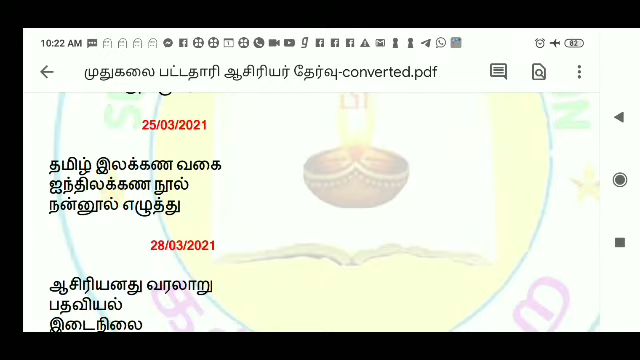 10:22 AM
82
முதுகலை பட்டதாரி ஆசிரியர் தேர்வு-converted.pdf
25/03/2021
தமிழ் இலக்கண வகை
ஐந்திலக்கண நூல்
நன்னூல் எழுத்து
28/03/2021
ஆசிரியனது வரலாறு
பதவியல்
இடைநிலை